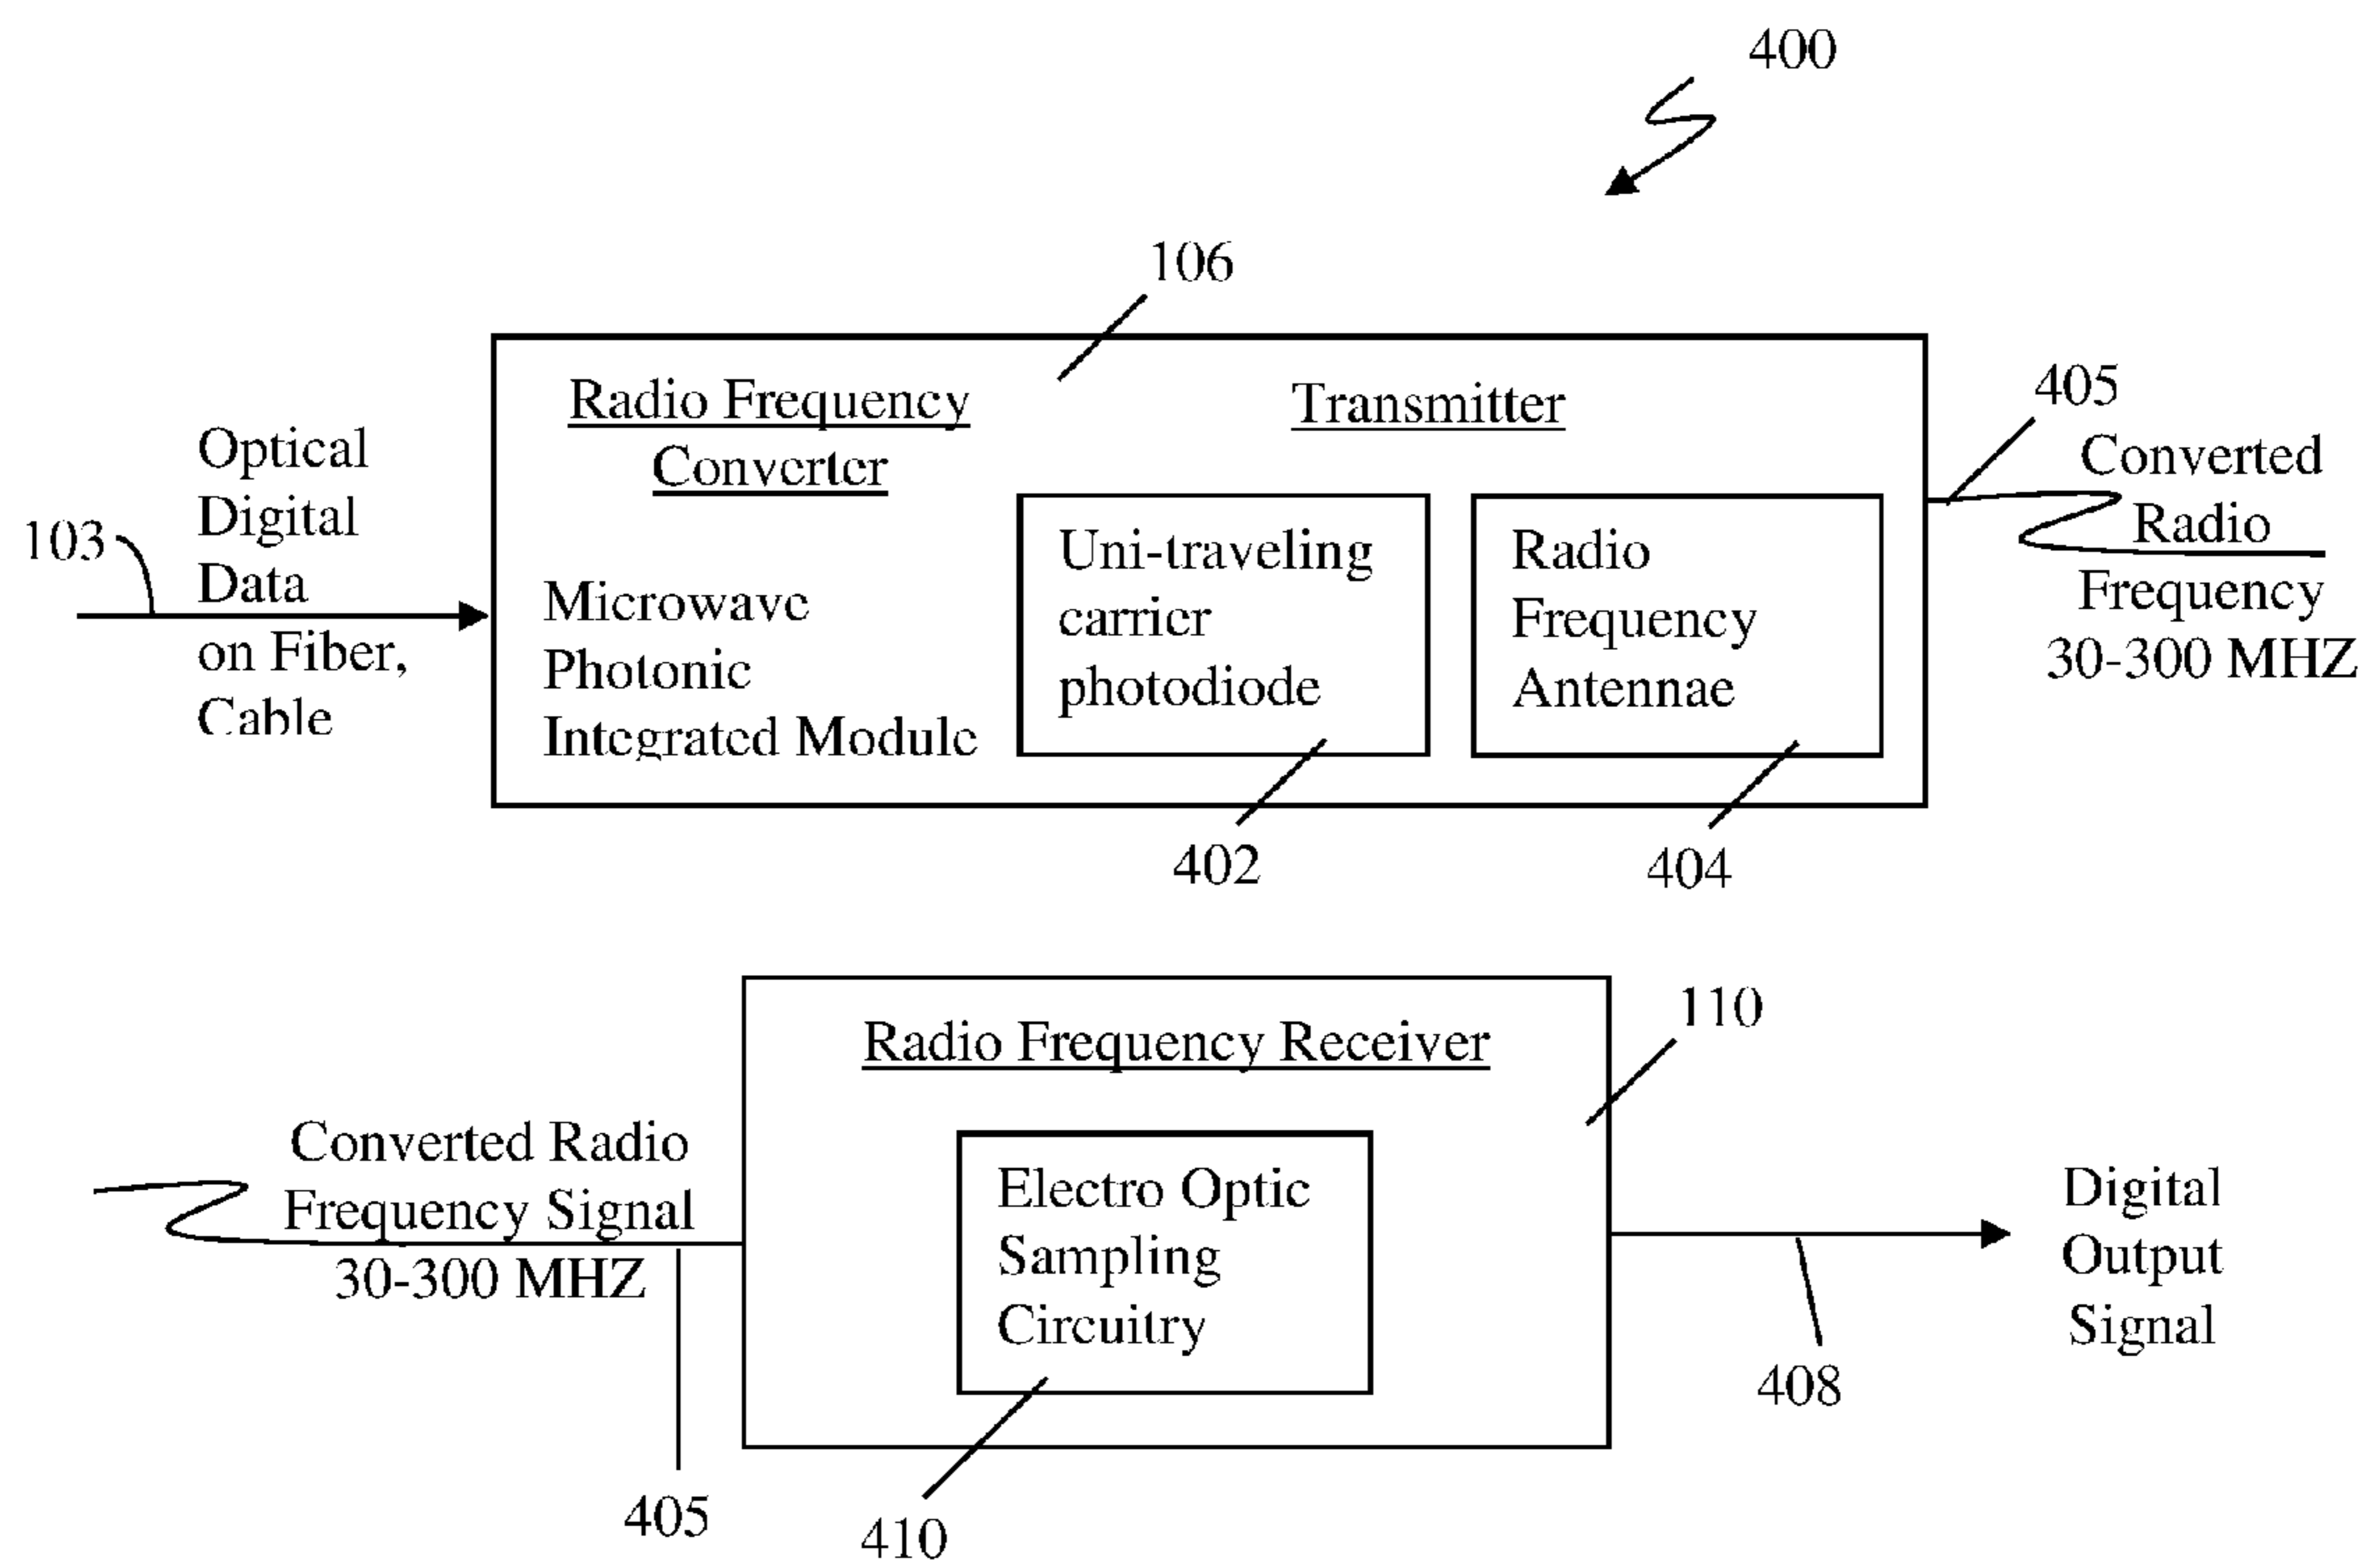 400
106
Radio Frequency
Converter
Transmitter
405
Converted
Radio
Frequency
30-300 MHZ
103
Optical
Digital
Data
on Fiber,
Cable
Microwave
Photonic
Integrated Module
Uni-traveling
carrier
photodiode
Radio
Frequency
Antennae
402
404
110
Radio Frequency Receiver
Converted Radio
Frequency Signal
30-300 MHZ
Electro Optic
Sampling
Circuitry
Digital
Output
Signal
408
405
410